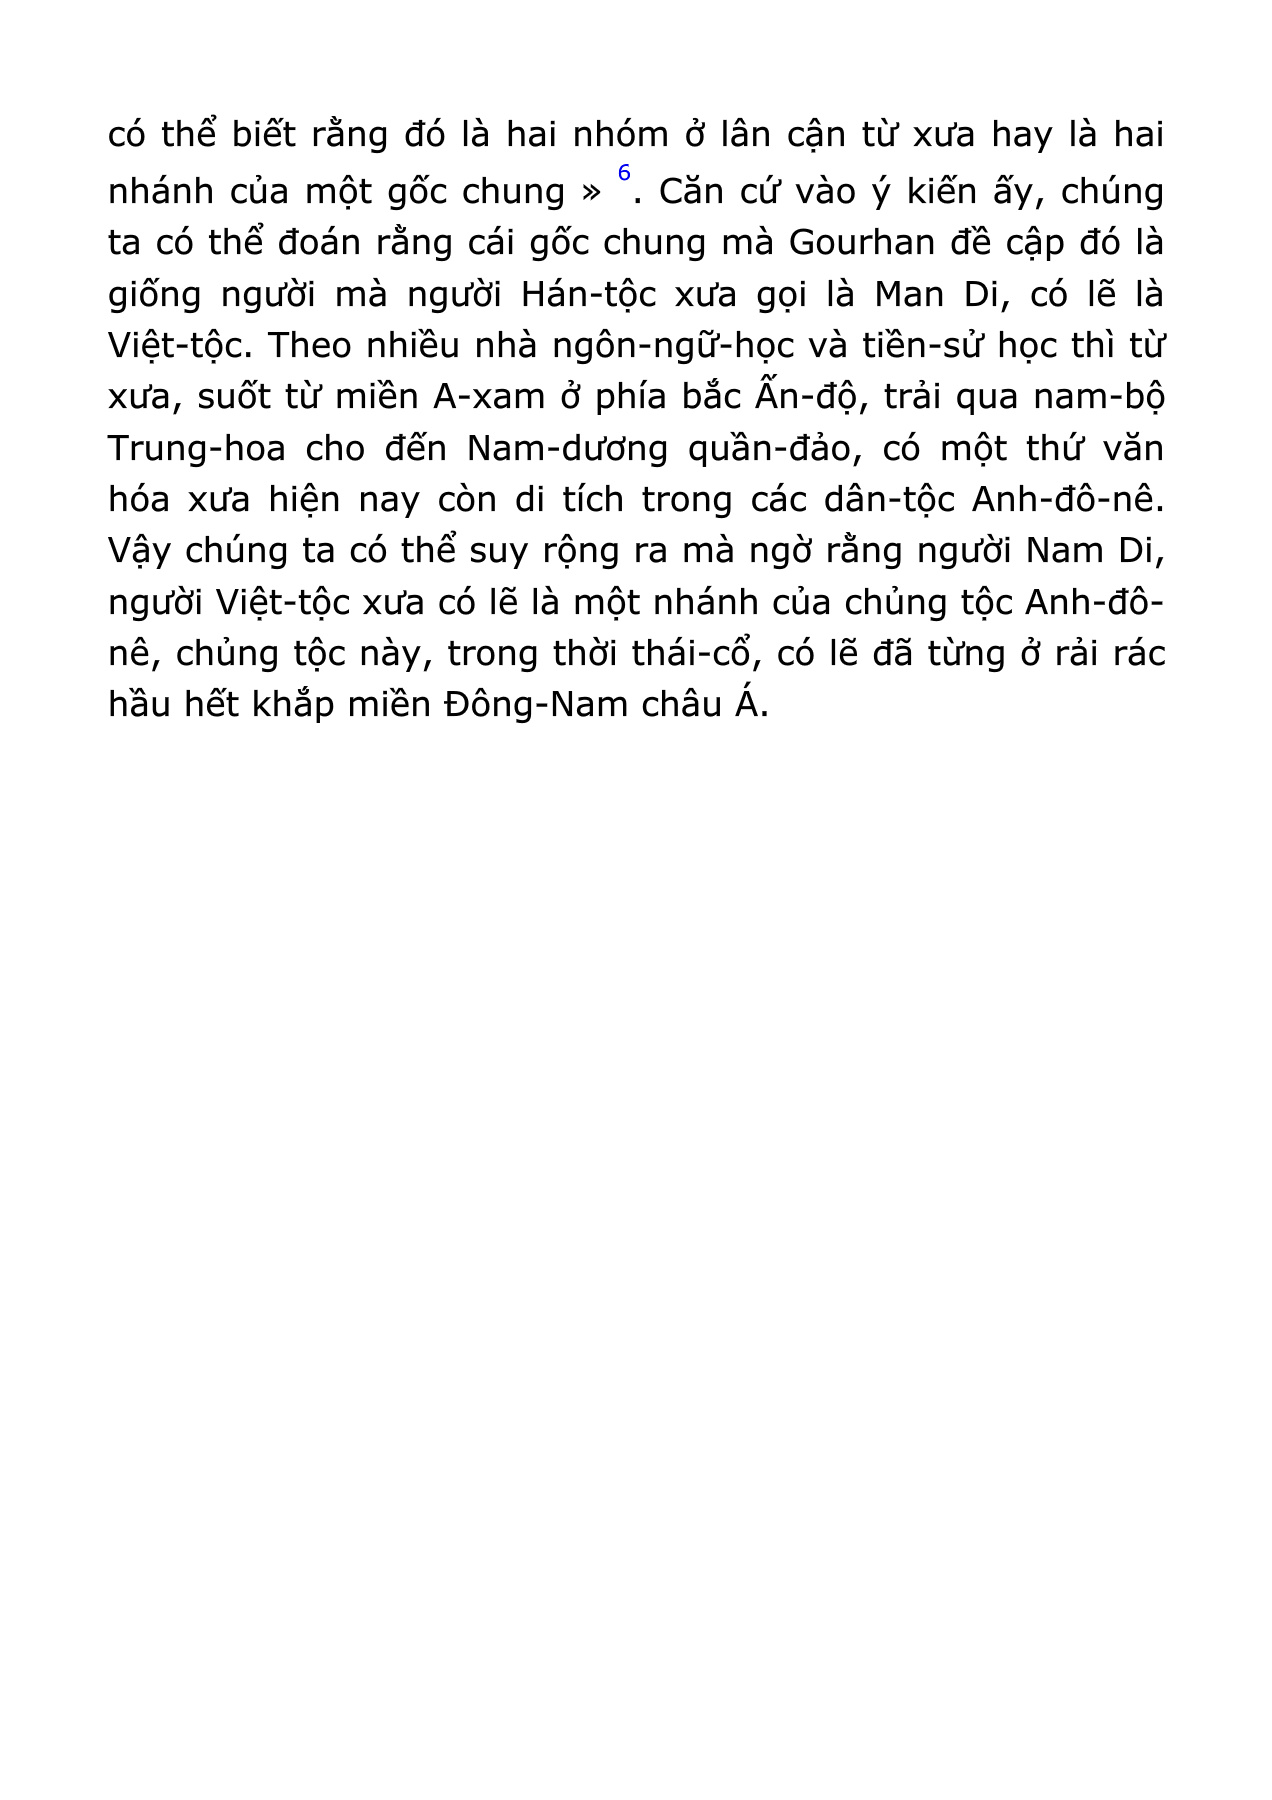 có thể biết rằng đó là hai nhóm ở lân cận từ xưa hay là hai
nhánh của một gốc chung » 6. Căn cứ vào ý kiến ấy, chúng
ta có thể đoán rằng cái gốc chung mà Gourhan đề cập đó là
giống người mà người Hán-tộc xưa gọi là Man Di, có lẽ là
Việt-tộc. Theo nhiều nhà ngôn-ngữ-học và tiền-sử học thì từ
xưa, suốt từ miền A-xam ở phía bắc Ấn-độ, trải qua nam-bộ
Trung-hoa cho đến Nam-dương quần-đảo, có một thứ văn
hóa xưa hiện nay còn di tích trong các dân-tộc Anh-đô-nê.
Vậy chúng ta có thể suy rộng ra mà ngờ rằng người Nam Di,
người Việt-tộc xưa có lẽ là một nhánh của chủng tộc Anh-đô-
nê, chủng tộc này, trong thời thái-cổ, có lẽ đã từng ở rải rác
hầu hết khắp miền Đông-Nam châu Á.